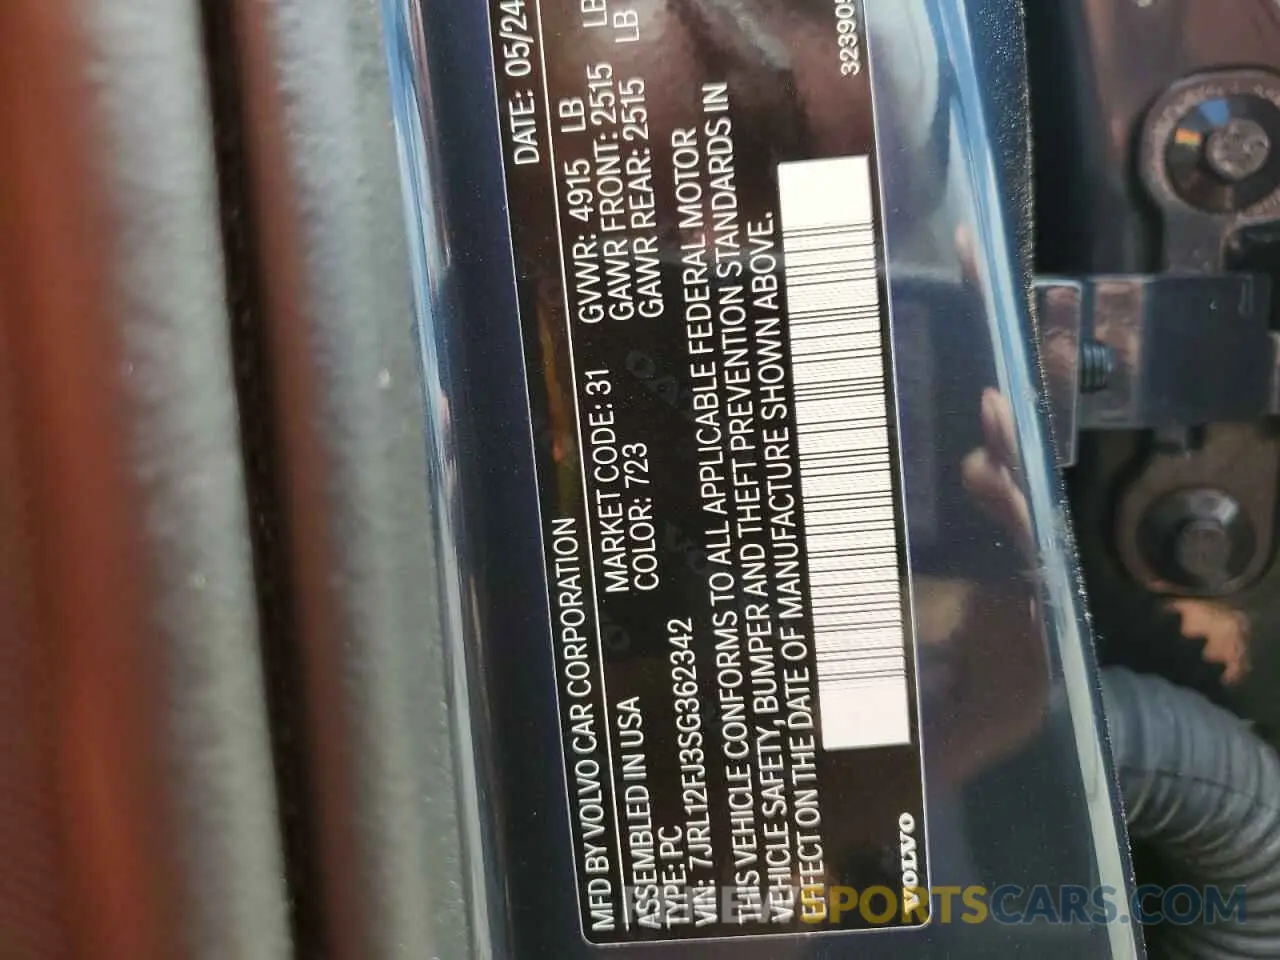 MFD BY VOLVO CAR CORPORATION DATE: 05/24
ASSEMBLED IN USA MARKET CODE: 31 GVWR: 4915 LB
TYPE: PC COLOR: 723 GAWR FRONT: 2515 LB
VIN: 7JRL12FJ3SG362342 GAWR REAR: 2515 LB
THIS VEHICLE CONFORMS TO ALL APPLICABLE FEDERAL MOTOR
VEHICLE SAFETY, BUMPER AND THEFT PREVENTION STANDARDS IN
EFFECT ON THE DATE OF MANUFACTURE SHOWN ABOVE.
VOLVO